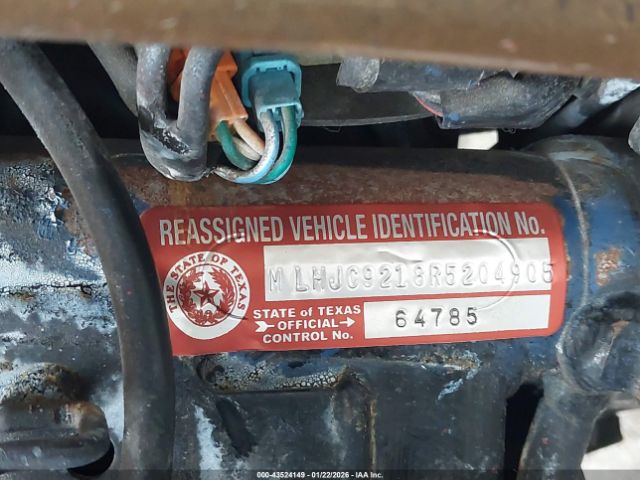 REASSIGNED VEHICLE IDENTIFICATION No.
THE STATE OF TEXAS
MLHJC9218R5204905
STATE of TEXAS
OFFICIAL
CONTROL No.
64785
000-43524149 - 01/22/2026 - IAA Inc.